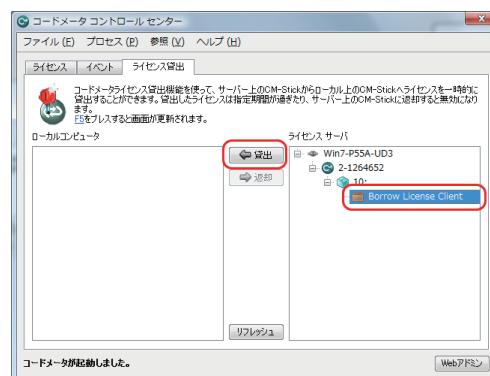 コードメータ コントロール センター
ファイル (F) プロセス (P) 参照 (V) ヘルプ (H)
ライセンス イベント ライセンス貸出
コードメータライセンス貸出機能を使って、サーバー上のCM-Stickからローカル上のCM-Stickへライセンスを一時的に
貸出することができます。貸出したライセンスは指定期間が過ぎたり、サーバー上のCM-Stickに返却すると無効になり
ます。
F5をプレスすると画面が更新されます。
ローカルコンピュータ
ライセンス サーバ
貸出
返却
Win7-P55A-UD3
2-1264652
10:
Borrow License Client
リフレッシュ
コードメータが起動しました。
Webアドミン